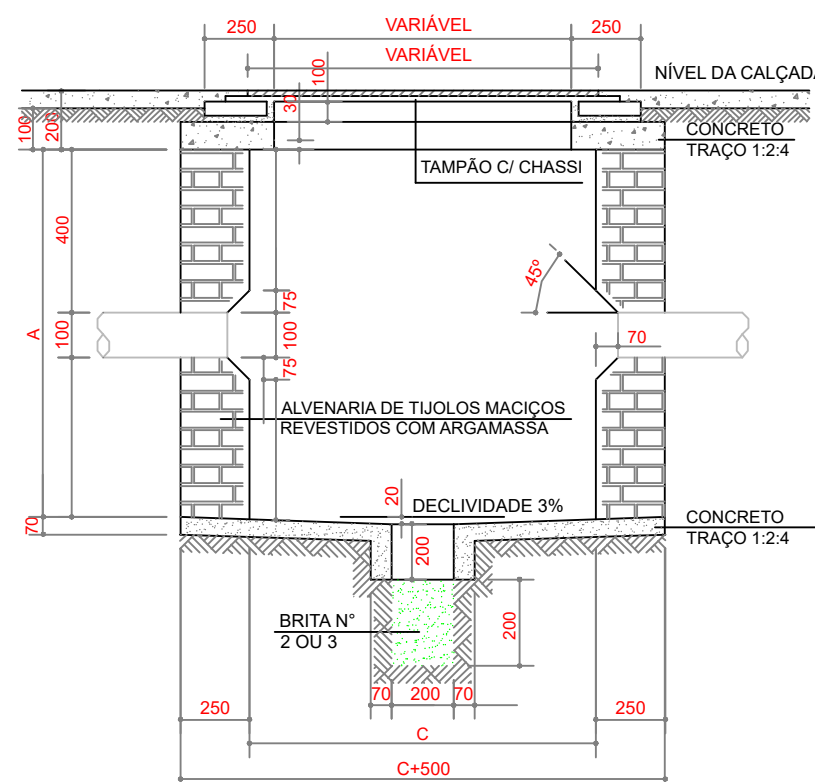 250
VARIÁVEL
250
VARIÁVEL
NÍVEL DA CALÇADA
100
30
100
200
CONCRETO
TRAÇO 1:2:4
TAMPÃO C/ CHASSI
400
45º
75
A
100
100
70
75
ALVENARIA DE TIJOLOS MACIÇOS
REVESTIDOS COM ARGAMASSA
20
DECLIVIDADE 3%
70
CONCRETO
TRAÇO 1:2:4
200
BRITA N°
2 OU 3
200
70
200
70
250
250
C
C+500